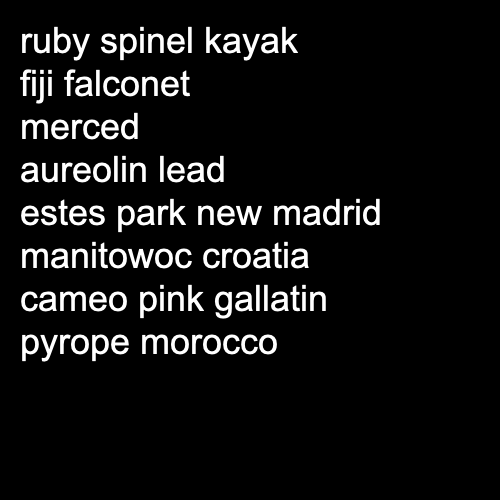 ruby spinel kayak
fiji falconet
merced
aureolin lead
estes park new madrid
manitowoc croatia
cameo pink gallatin
pyrope morocco